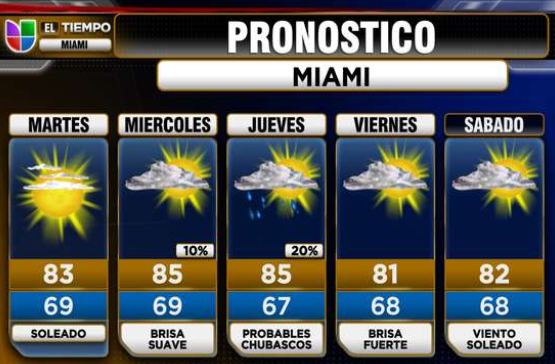 EL TIEMPO
MIAMI
PRONOSTICO
MIAMI
MARTES MIERCOLES JUEVES VIERNES SABADO
10% 20%
83 85 85 81 82
69 69 67 68 68
SOLEADO BRISA PROBABLES BRISA VIENTO
SUAVE CHUBASCOS FUERTE SOLEADO